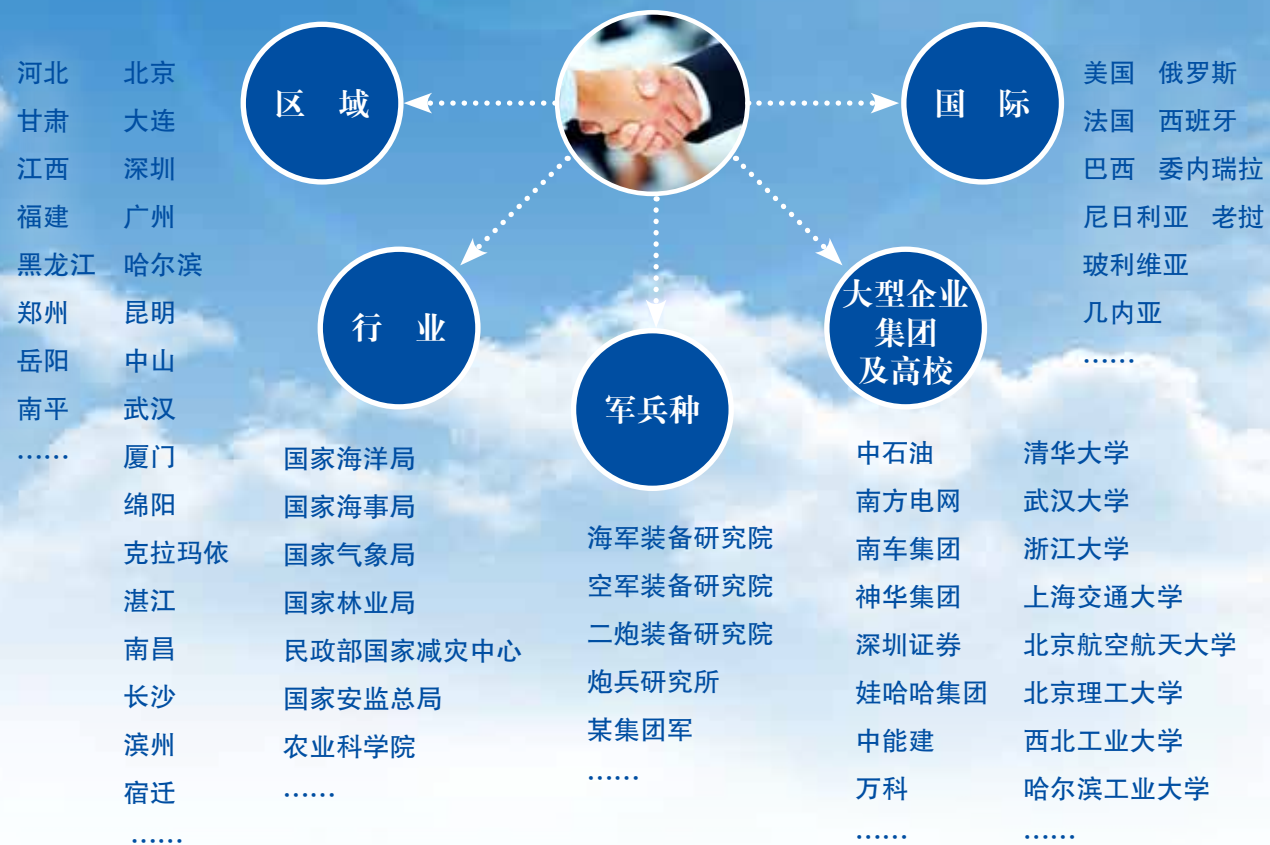 区 域
河北 北京
甘肃 大连
江西 深圳
福建 广州
黑龙江 哈尔滨
郑州 昆明
岳阳 中山
南平 武汉
…… 厦门
绵阳
克拉玛依
湛江
南昌
长沙
滨州
宿迁
……
行 业
国家海洋局
国家海事局
国家气象局
国家林业局
民政部国家减灾中心
国家安监总局
农业科学院
……
军兵种
海军装备研究院
空军装备研究院
二炮装备研究院
炮兵研究所
某集团军
……
大型企业
集团
及高校
中石油 清华大学
南方电网 武汉大学
南车集团 浙江大学
神华集团 上海交通大学
深圳证券 北京航空航天大学
娃哈哈集团 北京理工大学
中能建 西北工业大学
万科 哈尔滨工业大学
…… ……
国 际
美国 俄罗斯
法国 西班牙
巴西 委内瑞拉
尼日利亚 老挝
玻利维亚
几内亚
……